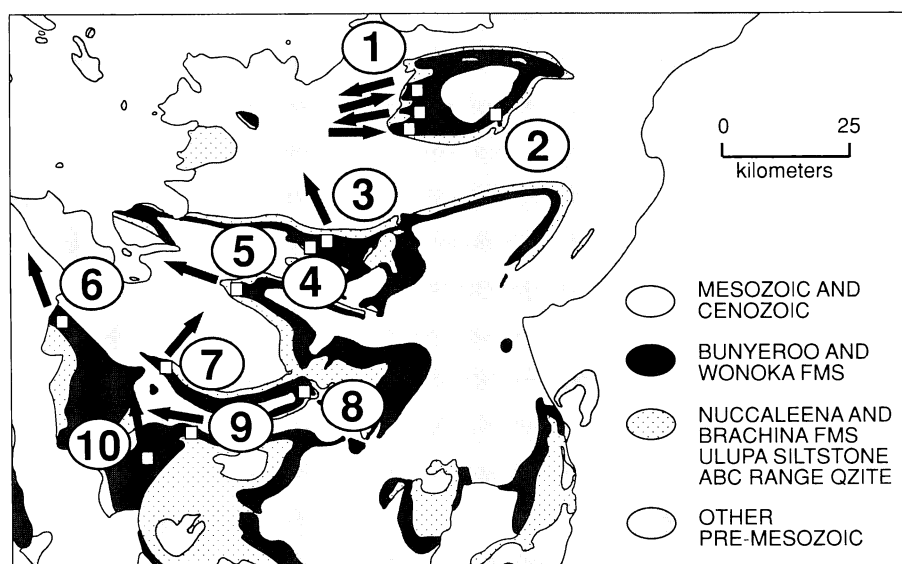 1
2
3
4
5
6
7
8
9
10
0 25
kilometers
MESOZOIC AND
CENOZOIC
BUNYEROO AND
WONOKA FMS
NUCCALEENA AND
BRACHINA FMS
ULUPA SILTSTONE
ABC RANGE QZITE
OTHER
PRE-MESOZOIC